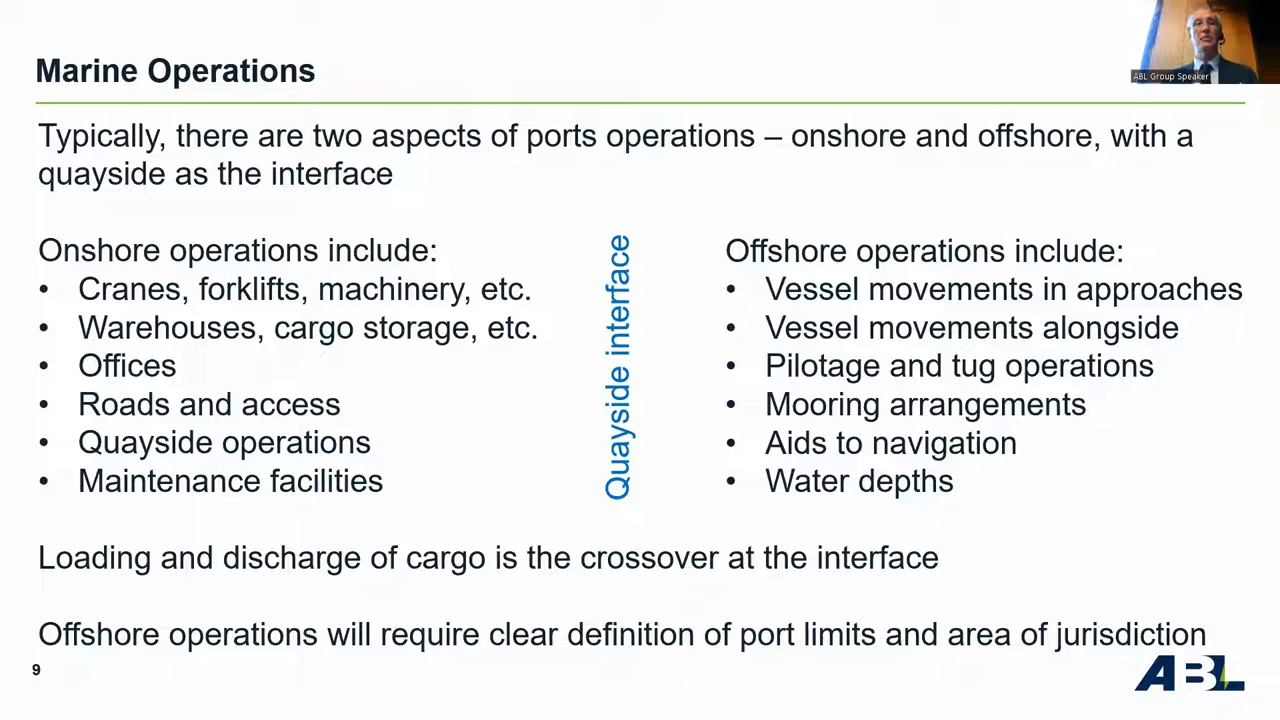 Marine Operations
ABL Group Speaker
Typically, there are two aspects of ports operations – onshore and offshore, with a
quayside as the interface
Onshore operations include:
• Cranes, forklifts, machinery, etc.
• Warehouses, cargo storage, etc.
• Offices
• Roads and access
• Quayside operations
• Maintenance facilities
Quayside interface
Offshore operations include:
• Vessel movements in approaches
• Vessel movements alongside
• Pilotage and tug operations
• Mooring arrangements
• Aids to navigation
• Water depths
Loading and discharge of cargo is the crossover at the interface
Offshore operations will require clear definition of port limits and area of jurisdiction
9
ABL